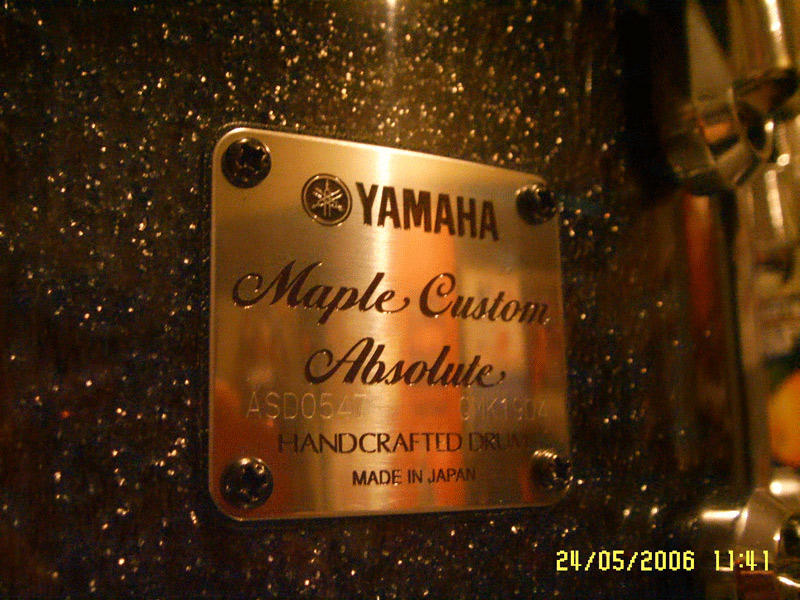 YAMAHA
Maple Custom
Absolute
ASD0547
HANDCRAFTED DRUM
MADE IN JAPAN
24/05/2006 11:41